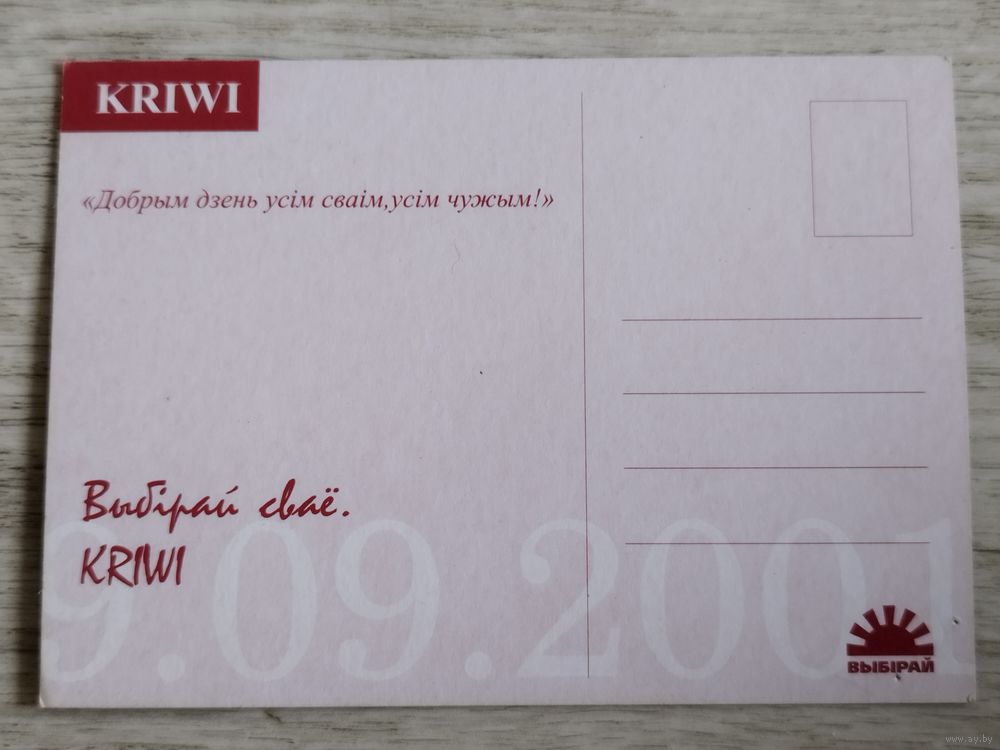 KRIWI
«Добрым дзень усім сваім,усім чужым!»
Выбірай сваё.
KRIWI
9.09.2001
ВЫБІРАЙ
www.ay.by